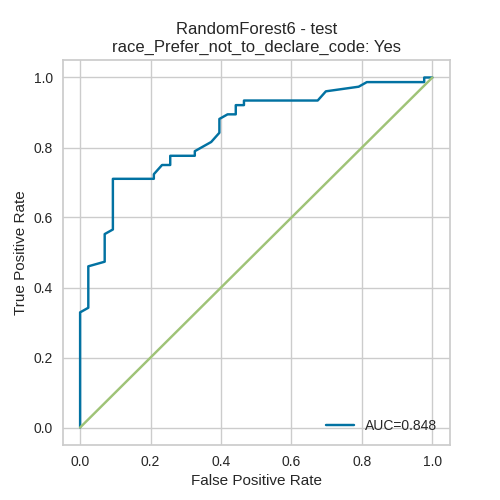 RandomForest6 - test
race_Prefer_not_to_declare_code: Yes
True Positive Rate
1.0
0.8
0.6
0.4
0.2
0.0
AUC=0.848
0.0 0.2 0.4 0.6 0.8 1.0
False Positive Rate